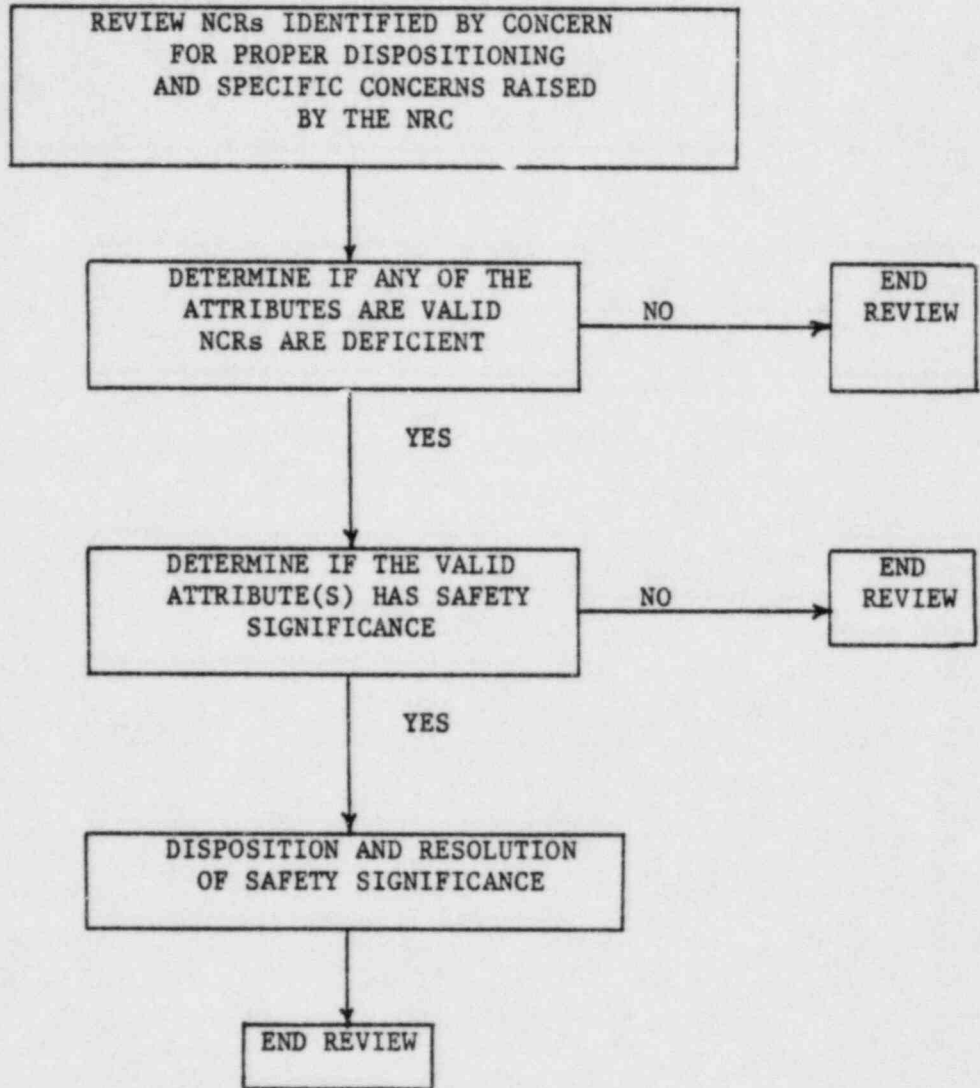 REVIEW NCRs IDENTIFIED BY CONCERN
FOR PROPER DISPOSITIONING
AND SPECIFIC CONCERNS RAISED
BY THE NRC
DETERMINE IF ANY OF THE
ATTRIBUTES ARE VALID
NCRs ARE DEFICIENT
NO
END
REVIEW
YES
DETERMINE IF THE VALID
ATTRIBUTE(S) HAS SAFETY
SIGNIFICANCE
NO
END
REVIEW
YES
DISPOSITION AND RESOLUTION
OF SAFETY SIGNIFICANCE
END REVIEW